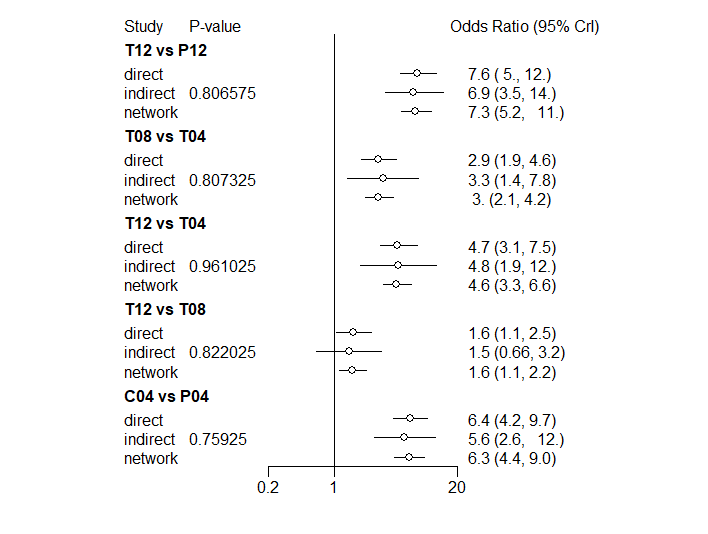 Study P-value Odds Ratio (95% CrI)
T12 vs P12
direct 7.6 ( 5., 12.)
indirect 0.806575 6.9 (3.5, 14.)
network 7.3 (5.2, 11.)
T08 vs T04
direct 2.9 (1.9, 4.6)
indirect 0.807325 3.3 (1.4, 7.8)
network 3. (2.1, 4.2)
T12 vs T04
direct 4.7 (3.1, 7.5)
indirect 0.961025 4.8 (1.9, 12.)
network 4.6 (3.3, 6.6)
T12 vs T08
direct 1.6 (1.1, 2.5)
indirect 0.822025 1.5 (0.66, 3.2)
network 1.6 (1.1, 2.2)
C04 vs P04
direct 6.4 (4.2, 9.7)
indirect 0.75925 5.6 (2.6, 12.)
network 6.3 (4.4, 9.0)
0.2 1 20